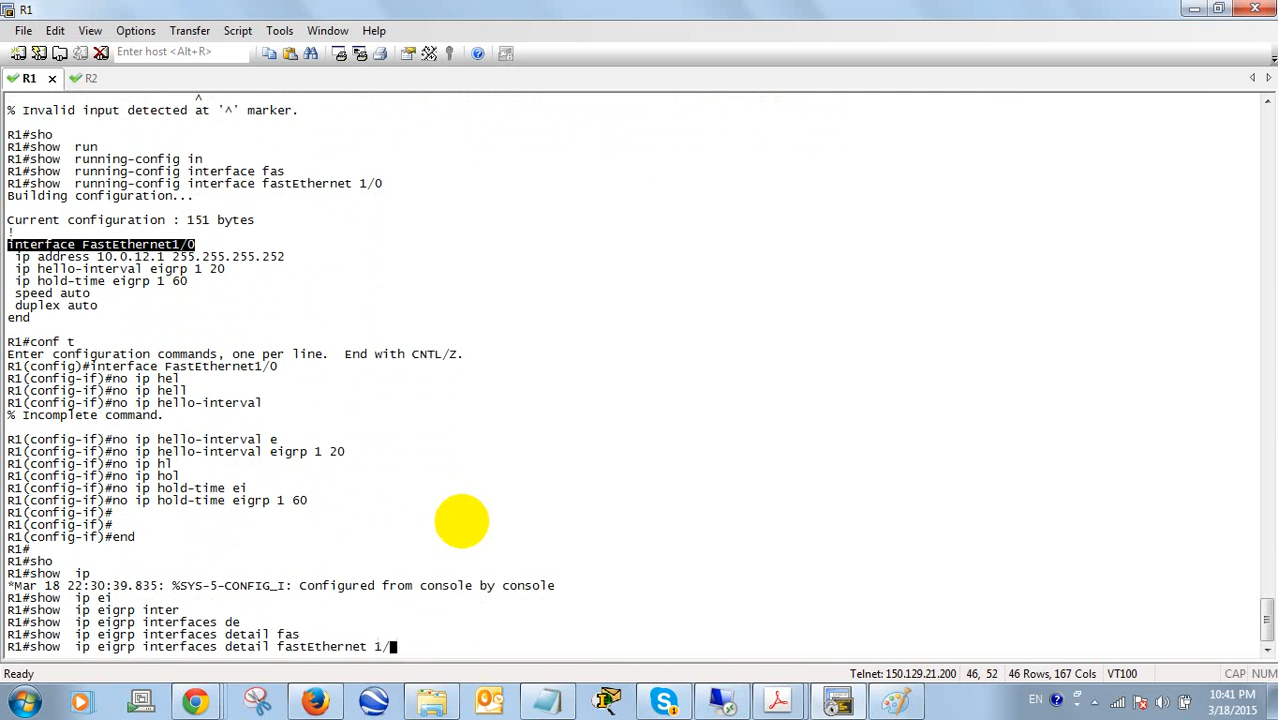 R1
File Edit View Options Transfer Script Tools Window Help
Enter host <Alt+R>
R1 R2
^
% Invalid input detected at '^' marker.
R1#sho
R1#show  run
R1#show  running-config in
R1#show  running-config interface fas
R1#show  running-config interface fastEthernet 1/0
Building configuration...
Current configuration : 151 bytes
!
interface FastEthernet1/0
 ip address 10.0.12.1 255.255.255.252
 ip hello-interval eigrp 1 20
 ip hold-time eigrp 1 60
 speed auto
 duplex auto
end
R1#conf t
Enter configuration commands, one per line.  End with CNTL/Z.
R1(config)#interface FastEthernet1/0
R1(config-if)#no ip hel
R1(config-if)#no ip hell
R1(config-if)#no ip hello-interval
% Incomplete command.
R1(config-if)#no ip hello-interval e
R1(config-if)#no ip hello-interval eigrp 1 20
R1(config-if)#no ip hl
R1(config-if)#no ip hol
R1(config-if)#no ip hold-time ei
R1(config-if)#no ip hold-time eigrp 1 60
R1(config-if)#
R1(config-if)#
R1(config-if)#end
R1#
R1#sho
R1#show  ip
*Mar 18 22:30:39.835: %SYS-5-CONFIG_I: Configured from console by console
R1#show  ip ei
R1#show  ip eigrp inter
R1#show  ip eigrp interfaces de
R1#show  ip eigrp interfaces detail fas
R1#show  ip eigrp interfaces detail fastEthernet 1/
Ready Telnet: 150.129.21.200 46, 52 46 Rows, 167 Cols VT100 CAP NUM
EN 10:41 PM
3/18/2015